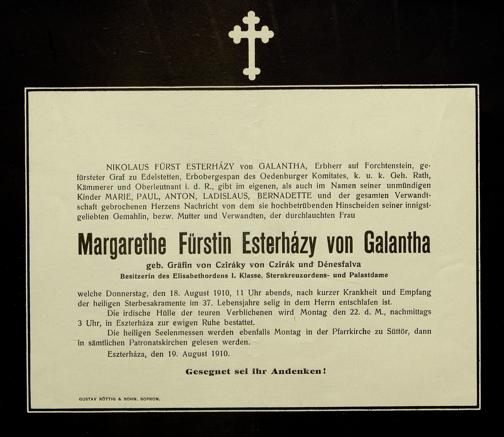 NIKOLAUS FÜRST ESTERHÁZY von GALANTHA, Erbherr auf Forchtenstein, ge-
fürsteter Graf zu Edelstetten, Erbobergespan des Oedenburger Komitates, k. u. k. Geh. Rath,
Kämmerer und Oberleutnant i. d. R., gibt im eigenen, als auch im Namen seiner unmündigen
Kinder MARIE, PAUL, ANTON, LADISLAUS, BERNADETTE und der gesamten Verwandt-
schaft gebrochenen Herzens Nachricht von dem sie hochbetrübenden Hinscheiden seiner innigst-
geliebten Gemahlin, bezw. Mutter und Verwandten, der durchlauchten Frau
Margarethe Fürstin Esterházy von Galantha
geb. Gräfin von Cziráky von Czirák und Dénesfalva
Besitzerin des Elisabethordens I. Klasse, Sternkreuzordens- und Palastdame
welche Donnerstag, den 18. August 1910, 11 Uhr abends, nach kurzer Krankheit und Empfang
der heiligen Sterbesakramente im 37. Lebensjahre selig in dem Herrn entschlafen ist.
Die irdische Hülle der teuren Verblichenen wird Montag den 22. d. M., nachmittags
3 Uhr, in Eszterháza zur ewigen Ruhe bestattet.
Die heiligen Seelenmessen werden ebenfalls Montag in der Pfarrkirche zu Süttör, dann
in sämtlichen Patronatskirchen gelesen werden.
Eszterháza, den 19. August 1910.
Gesegnet sei ihr Andenken!
GUSTAV RÖTTIG & SOHN, SOPRON.